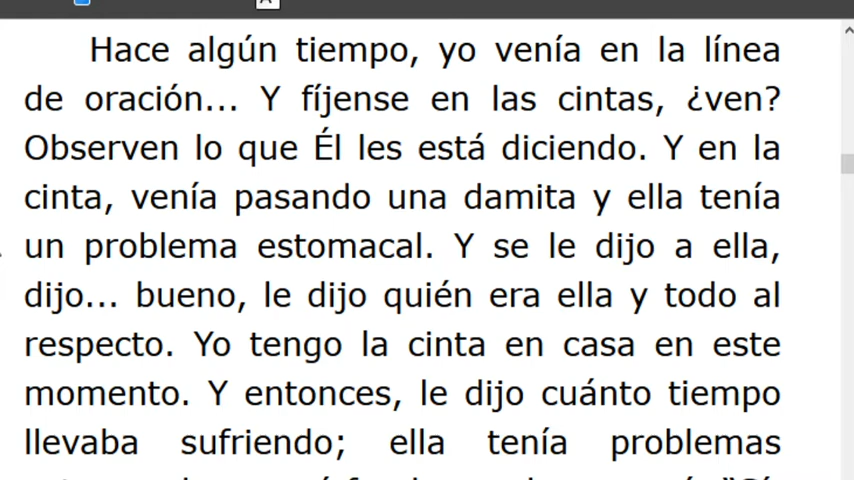 Hace algún tiempo, yo venía en la línea
de oración... Y fíjense en las cintas, ¿ven?
Observen lo que Él les está diciendo. Y en la
cinta, venía pasando una damita y ella tenía
un problema estomacal. Y se le dijo a ella,
dijo... bueno, le dijo quién era ella y todo al
respecto. Yo tengo la cinta en casa en este
momento. Y entonces, le dijo cuánto tiempo
llevaba sufriendo; ella tenía problemas